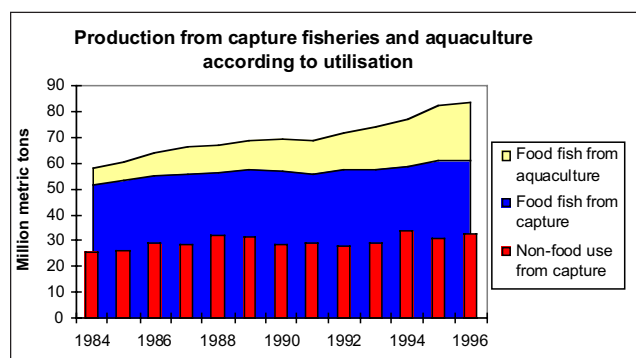 Production from capture fisheries and aquaculture
according to utilisation
Million metric tons
90
80
70
60
50
40
30
20
10
0
1984 1986 1988 1990 1992 1994 1996
Food fish from
aquaculture
Food fish from
capture
Non-food use
from capture